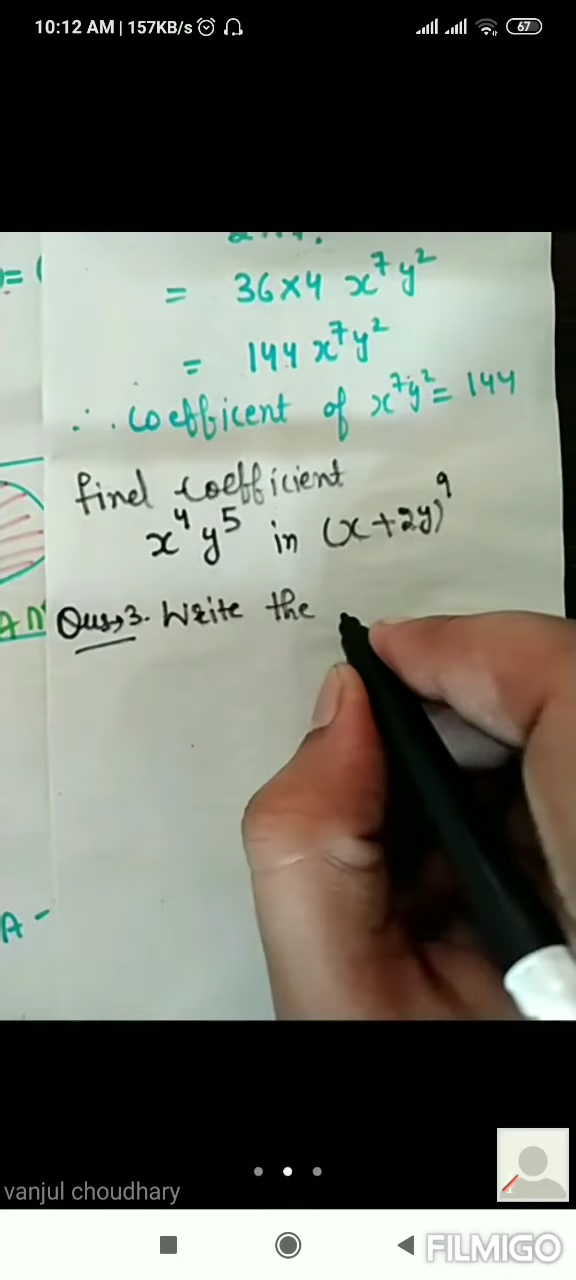 10:12 AM | 157KB/s
67
= 36×4 x⁷y²
= 144 x⁷y²
∴ coefficent of x⁷y² = 144
find coefficient
x⁴y⁵ in (x+2y)⁹
Ques 3. Write the
A -
vanjul choudhary
FILMIGO